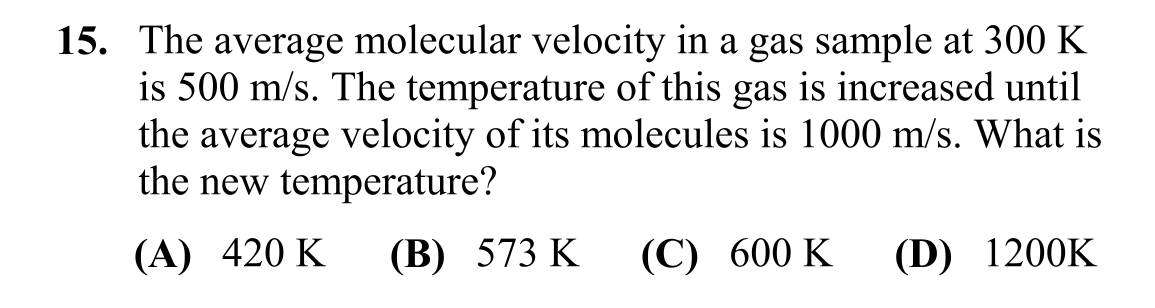 15. The average molecular velocity in a gas sample at 300 K
is 500 m/s. The temperature of this gas is increased until
the average velocity of its molecules is 1000 m/s. What is
the new temperature?
(A) 420 K (B) 573 K (C) 600 K (D) 1200K